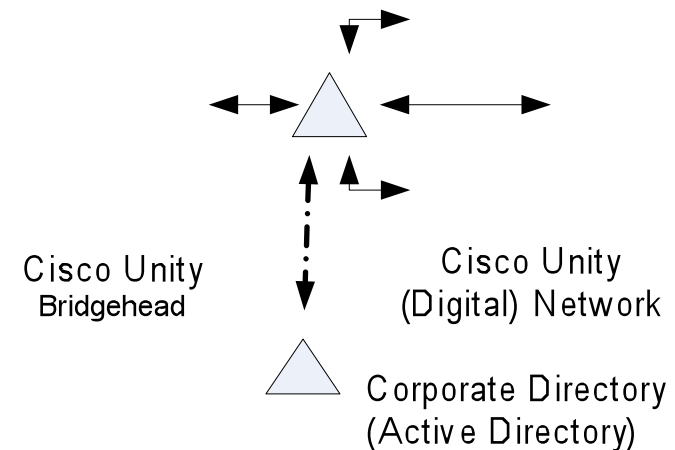 Cisco Unity
Bridgehead
Cisco Unity
(Digital) Network
Corporate Directory
(Active Directory)